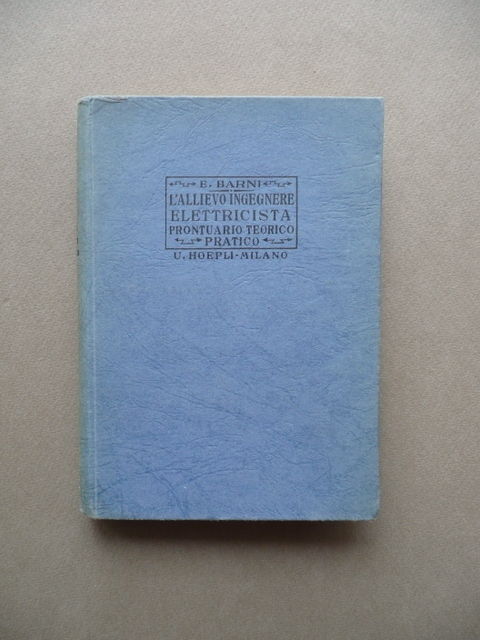 E. BARNI
L'ALLIEVO INGEGNERE
ELETTRICISTA
PRONTUARIO TEORICO
PRATICO
U. HOEPLI-MILANO